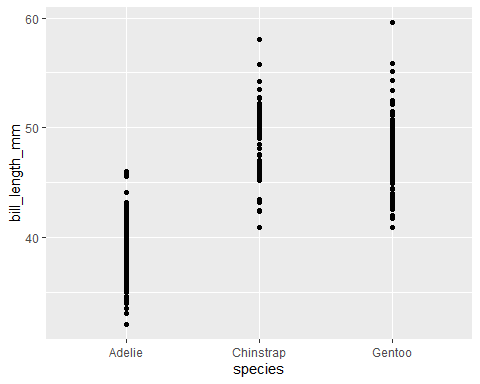 60
50
40
bill_length_mm
Adelie Chinstrap Gentoo
species